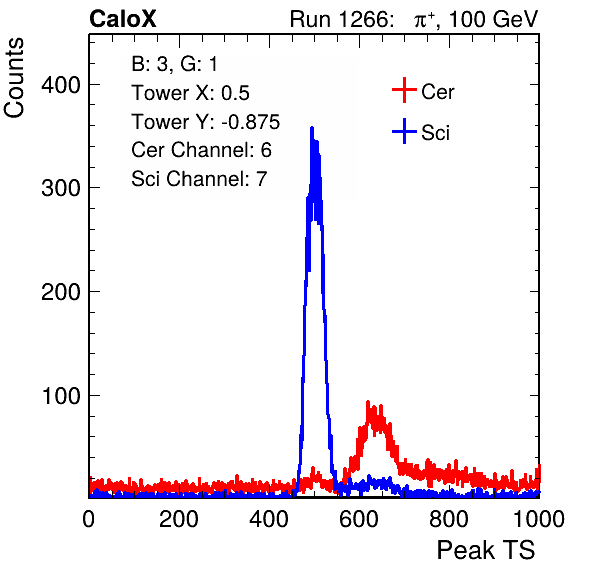 CaloX
Run 1266: π+, 100 GeV
Counts
B: 3, G: 1
Tower X: 0.5
Tower Y: -0.875
Cer Channel: 6
Sci Channel: 7
Cer
Sci
400
300
200
100
0 200 400 600 800 1000
Peak TS